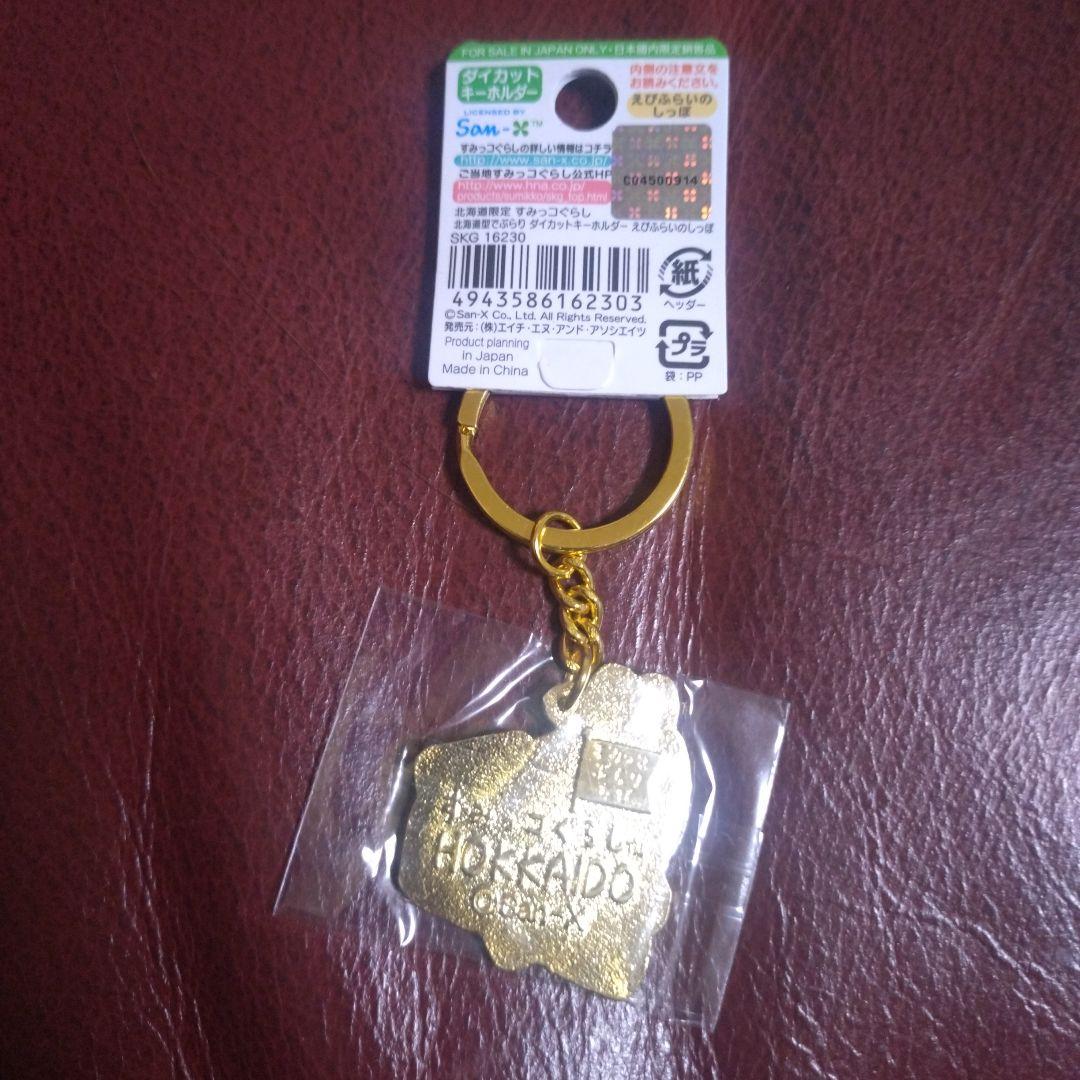 FOR SALE IN JAPAN ONLY・日本国内限定銷售品
ダイカット
キーホルダー
内側の注意文を
お読みください。
えびふらいの
しっぽ
LICENSED BY
San-X™
すみっコぐらしの詳しい情報はコチラ
http://www.san-x.co.jp/
ご当地すみっコぐらし公式HP
http://www.hna.co.jp/
products/sumikko/skg_top.html
C04500914
北海道限定 すみっコぐらし
北海道型でぶらり ダイカットキーホルダー えびふらいのしっぽ
SKG 16230
4943586162303
紙
ヘッダー
©San-X Co., Ltd. All Rights Reserved.
発売元：(株)エイチ・エヌ・アンド・アソシエイツ
Product planning
in Japan
Made in China
プラ
袋：PP
コぐらし
HOKKAIDO
©San-X